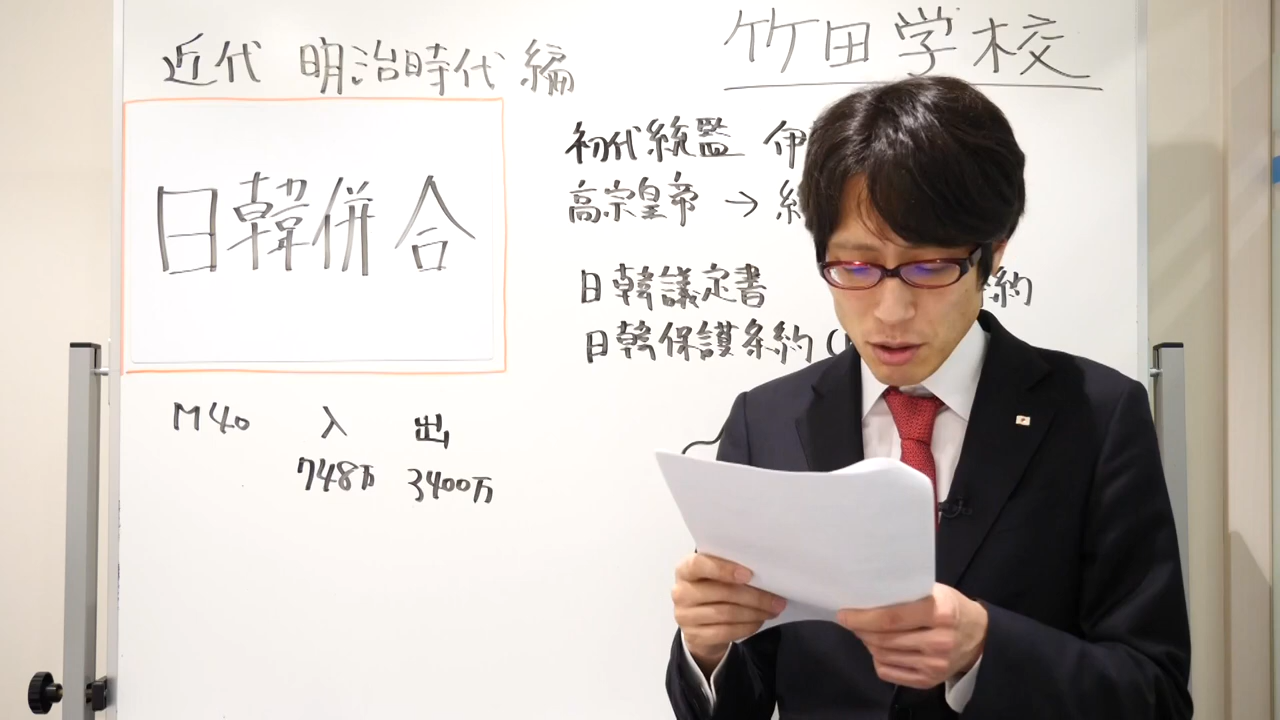 近代 明治時代編
竹田学校
日韓併合
初代統監 伊
高宗皇帝 →
日韓議定書 約
日韓保護条約 (
M40 入 出
748万 3400万